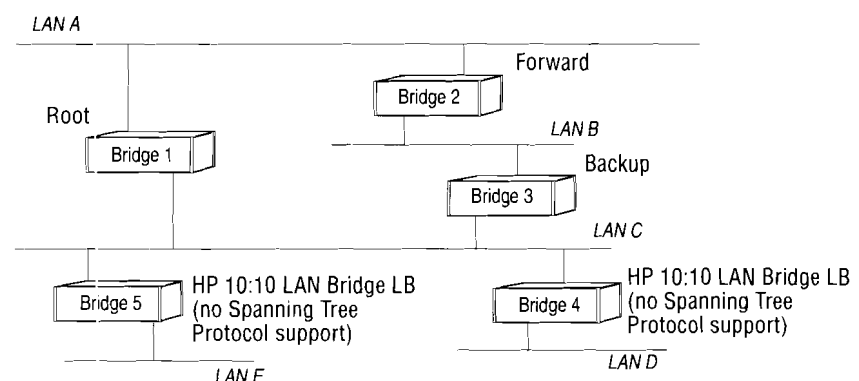 LAN A
Forward
Bridge 2
Root
LAN B
Bridge 1
Backup
Bridge 3
LAN C
HP 10:10 LAN Bridge LB
(no Spanning Tree
Protocol support)
Bridge 5
HP 10:10 LAN Bridge LB
(no Spanning Tree
Protocol support)
Bridge 4
LAN D
LAN E